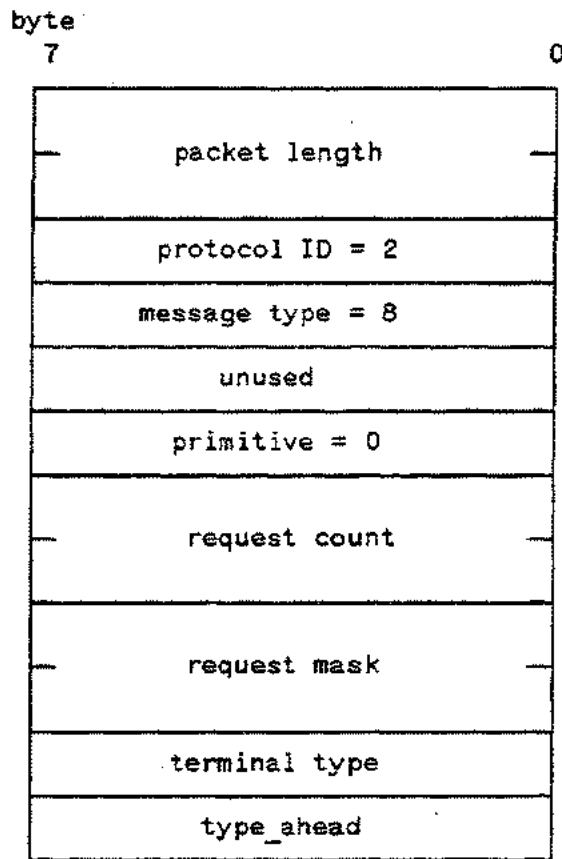 byte
7 0
packet length
protocol ID = 2
message type = 8
unused
primitive = 0
request count
request mask
terminal type
type_ahead